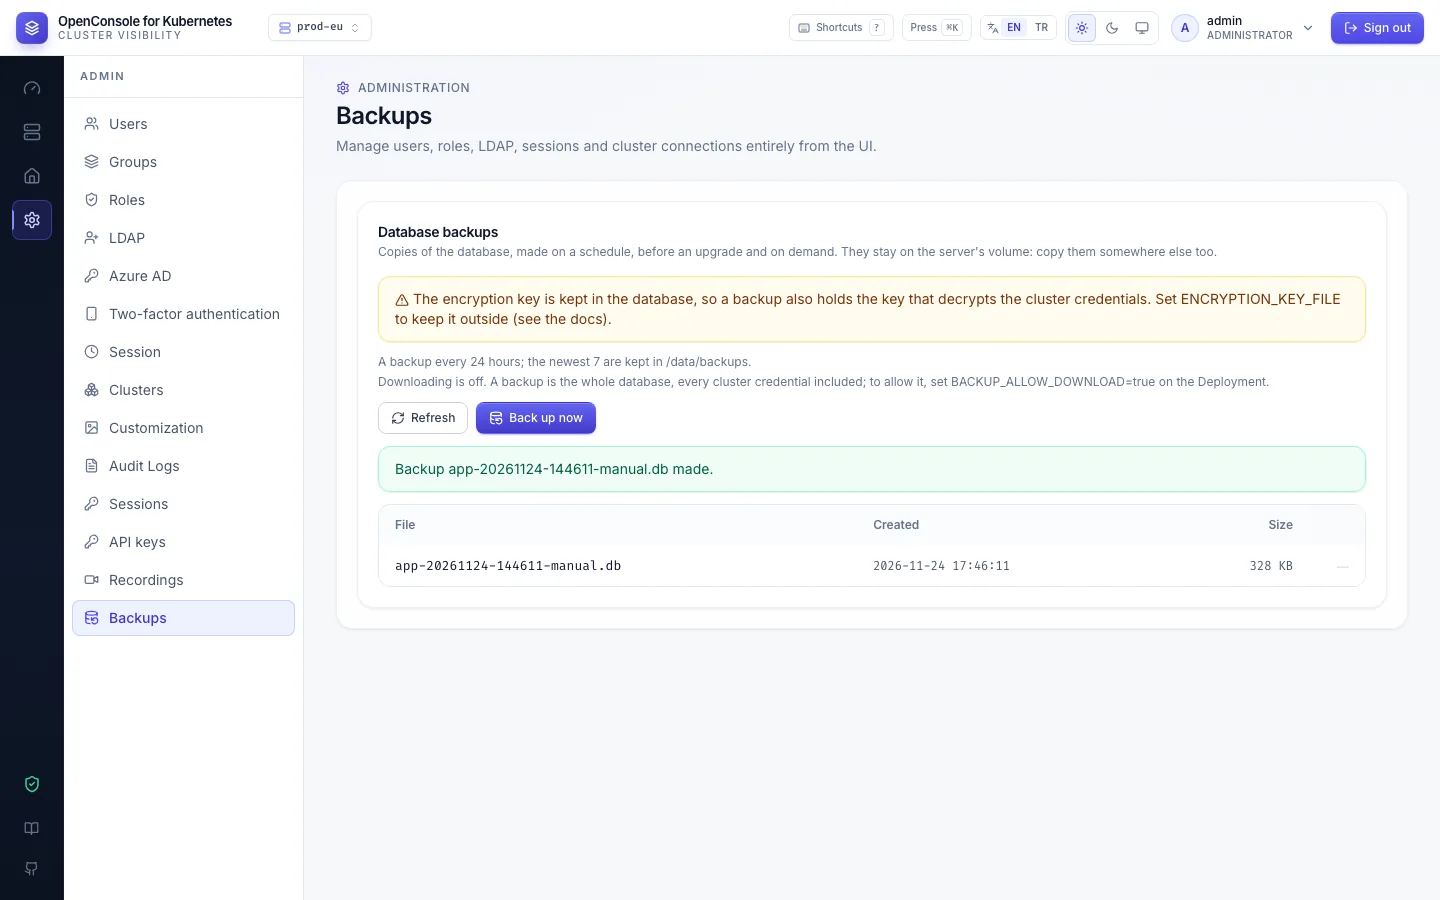 OpenConsole for Kubernetes
CLUSTER VISIBILITY
prod-eu
Shortcuts ?
Press ⌘K
EN TR
A
admin
ADMINISTRATOR
Sign out
ADMIN
Users
Groups
Roles
LDAP
Azure AD
Two-factor authentication
Session
Clusters
Customization
Audit Logs
Sessions
API keys
Recordings
Backups
ADMINISTRATION
Backups
Manage users, roles, LDAP, sessions and cluster connections entirely from the UI.
Database backups
Copies of the database, made on a schedule, before an upgrade and on demand. They stay on the server's volume: copy them somewhere else too.
The encryption key is kept in the database, so a backup also holds the key that decrypts the cluster credentials. Set ENCRYPTION_KEY_FILE
to keep it outside (see the docs).
A backup every 24 hours; the newest 7 are kept in /data/backups.
Downloading is off. A backup is the whole database, every cluster credential included; to allow it, set BACKUP_ALLOW_DOWNLOAD=true on the Deployment.
Refresh
Back up now
Backup app-20261124-144611-manual.db made.
File Created Size
app-20261124-144611-manual.db 2026-11-24 17:46:11 328 KB —